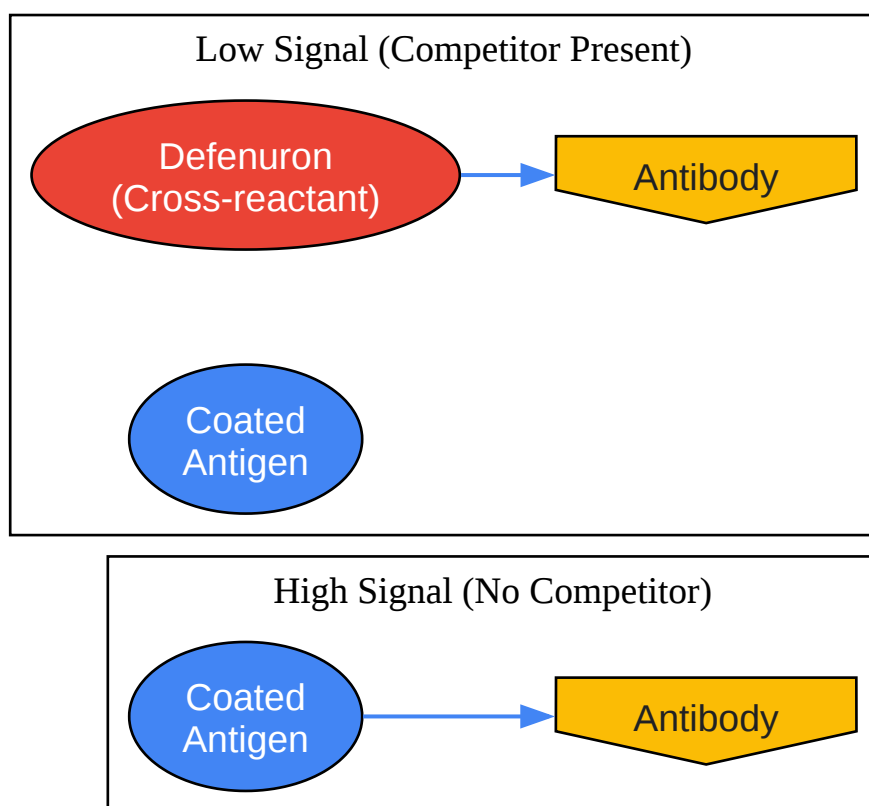 Low Signal (Competitor Present)
Defenuron
(Cross-reactant)
Antibody
Coated
Antigen
High Signal (No Competitor)
Coated
Antigen
Antibody